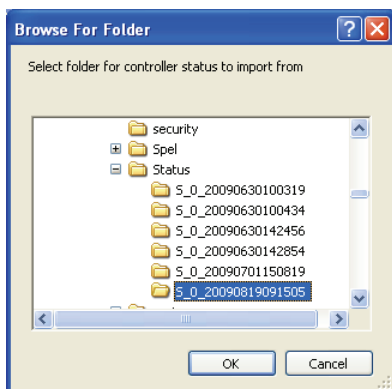 Browse For Folder
Select folder for controller status to import from
security
Spel
Status
S_0_20090630100319
S_0_20090630100434
S_0_20090630142456
S_0_20090630142854
S_0_20090701150819
S_0_20090819091505
OK Cancel